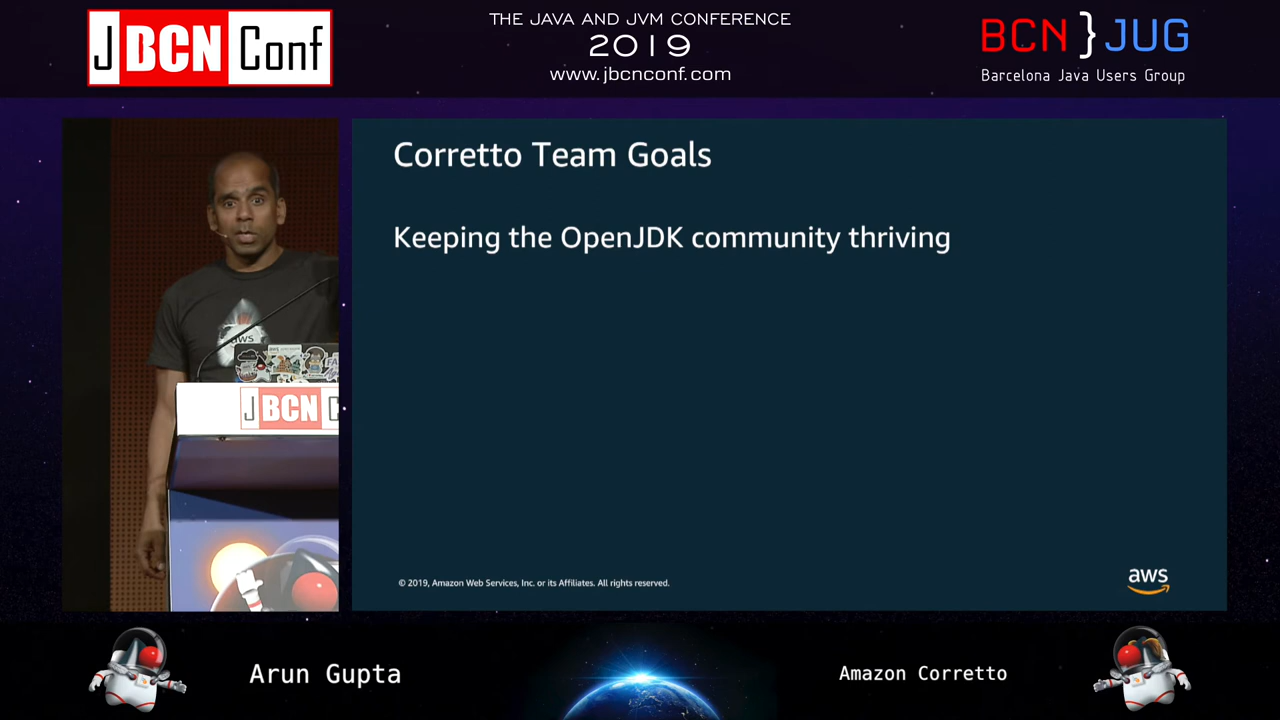 JBCNConf
THE JAVA AND JVM CONFERENCE
2019
www.jbcnconf.com
BCN}JUG
Barcelona Java Users Group
Corretto Team Goals
Keeping the OpenJDK community thriving
aws
JBCN
© 2019, Amazon Web Services, Inc. or its Affiliates. All rights reserved.
aws
Arun Gupta
Amazon Corretto